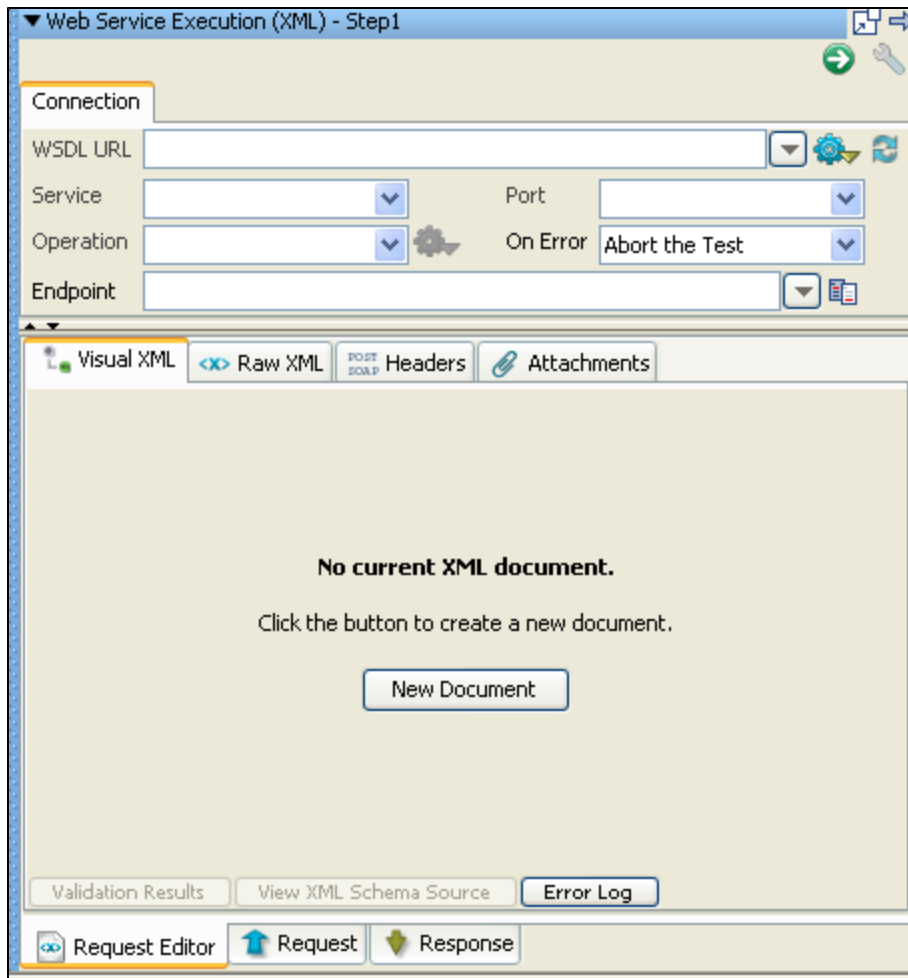 Web Service Execution (XML) - Step1
Connection
WSDL URL
Service Port
Operation On Error Abort the Test
Endpoint
Visual XML <x> Raw XML POST SOAP Headers Attachments
No current XML document.
Click the button to create a new document.
New Document
Validation Results View XML Schema Source Error Log
<x> Request Editor Request Response